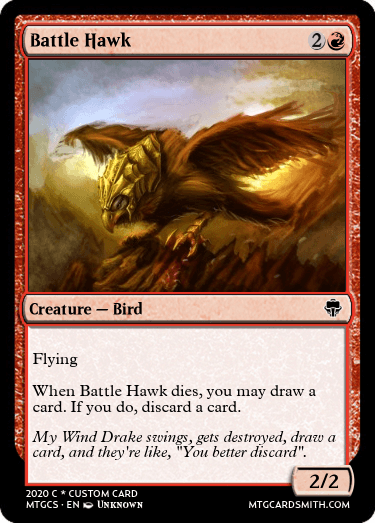 Battle Hawk 2
Creature — Bird
Flying
When Battle Hawk dies, you may draw a
card. If you do, discard a card.
My Wind Drake swings, gets destroyed, draw a
card, and they're like, "You better discard".
2/2
2020 C * CUSTOM CARD
MTGCS • EN Unknown
MTGCARDSMITH.COM